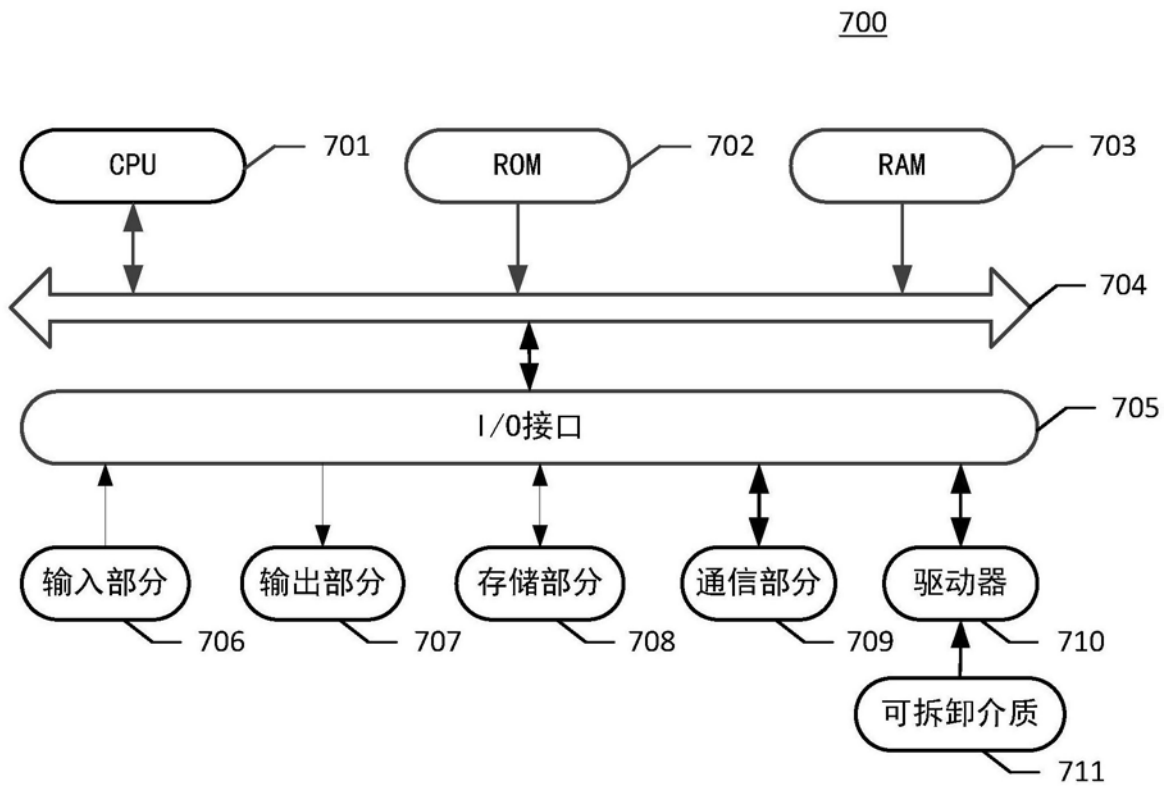 700
CPU
701
ROM
702
RAM
703
704
I/O接口
705
输入部分
706
输出部分
707
存储部分
708
通信部分
709
驱动器
710
可拆卸介质
711